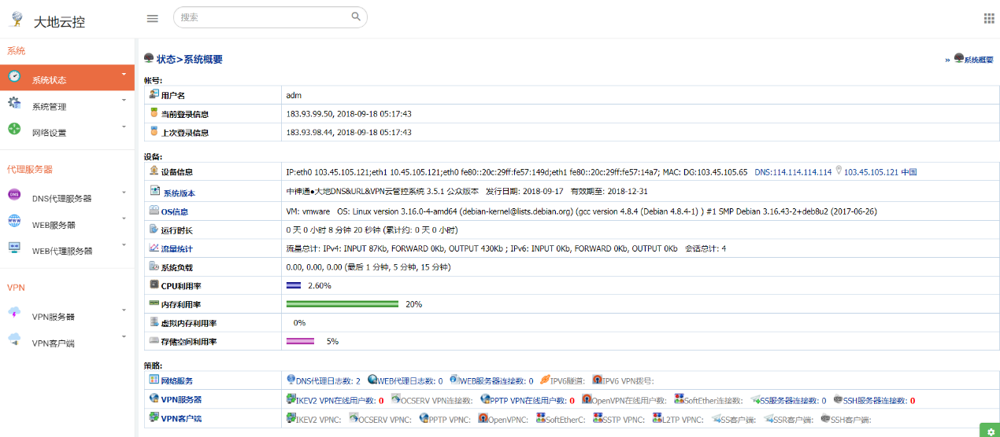 大地云控
搜索
系统
系统状态
系统管理
网络设置
代理服务器
DNS代理服务器
WEB服务器
WEB代理服务器
VPN
VPN服务器
VPN客户端
状态>系统概要
» 系统概要
帐号:
用户名 adm
当前登录信息 183.93.99.50, 2018-09-18 05:17:43
上次登录信息 183.93.98.44, 2018-09-18 05:17:43
设备:
设备信息 IP:eth0 103.45.105.121;eth1 10.45.105.121;eth0 fe80::20c:29ff:fe57:149d;eth1 fe80::20c:29ff:fe57:14a7; MAC: DG:103.45.105.65 DNS:114.114.114.114 103.45.105.121 中国
系统版本 中神通●大地DNS&URL&VPN云管控系统 3.5.1 公众版本 发行日期: 2018-09-17 有效期至: 2018-12-31
OS信息 VM: vmware OS: Linux version 3.16.0-4-amd64 (debian-kernel@lists.debian.org) (gcc version 4.8.4 (Debian 4.8.4-1) ) #1 SMP Debian 3.16.43-2+deb8u2 (2017-06-26)
运行时长 0 天 0 小时 8 分钟 20 秒钟 (累计约: 0 天 0 小时)
流量统计 流量总计: IPv4: INPUT 87Kb, FORWARD 0Kb, OUTPUT 430Kb ; IPv6: INPUT 0Kb, FORWARD 0Kb, OUTPUT 0Kb 会话总计: 4
系统负载 0.00, 0.00, 0.00 (最后 1 分钟, 5 分钟, 15 分钟)
CPU利用率 2.60%
内存利用率 20%
虚拟内存利用率 0%
存储空间利用率 5%
策略:
网络服务 DNS代理日志数: 2 WEB代理日志数: 0 WEB服务器连接数: 0 IPV6隧道: IPV6 VPN拨号:
VPN服务器 IKEV2 VPN在线用户数: 0 OCSERV VPN连接数: PPTP VPN在线用户数: 0 OpenVPN在线用户数: SoftEther连接数: SS服务器连接数: 0 SSH服务器连接数: 0
VPN客户端 IKEV2 VPNC: OCSERV VPNC: PPTP VPNC: OpenVPNC: SoftEtherC: SSTP VPNC: L2TP VPNC: SS客户端: SSR客户端: SSH客户端: